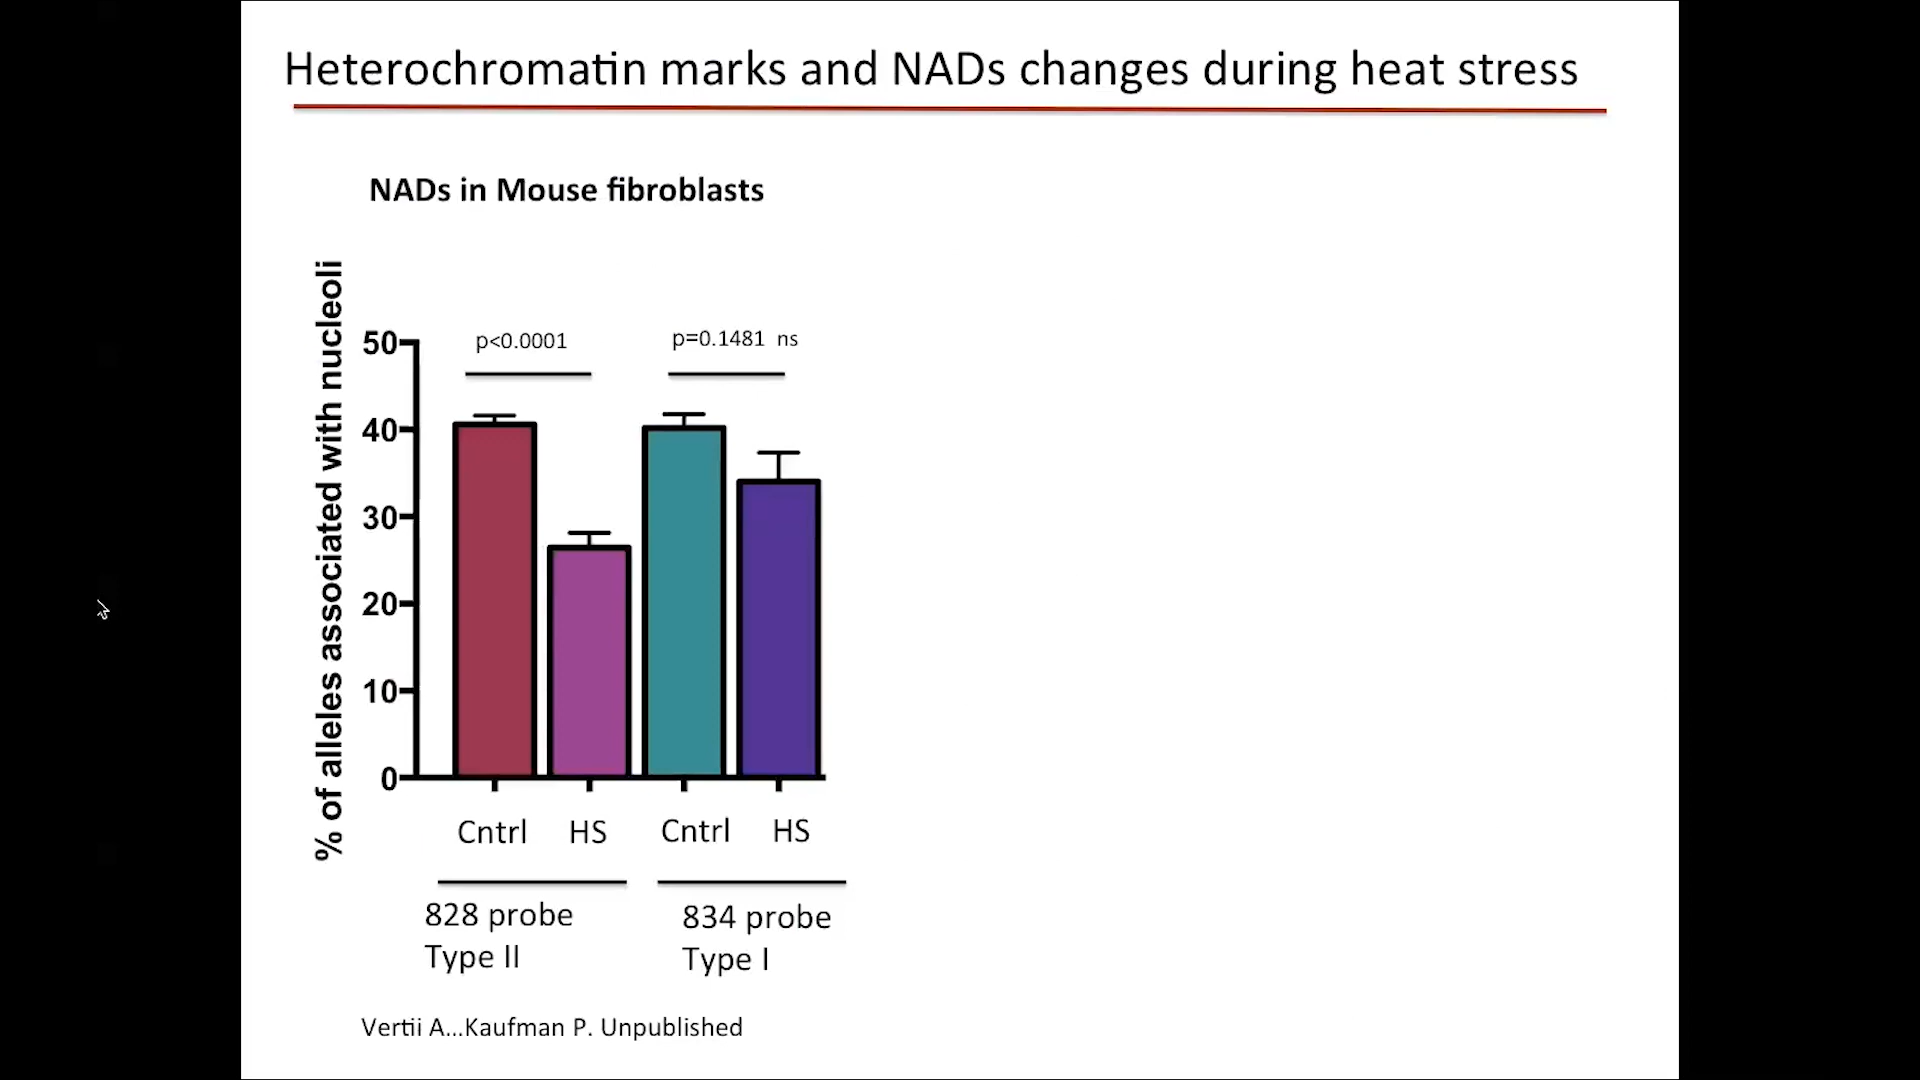 Heterochromatin marks and NADs changes during heat stress
NADs in Mouse fibroblasts
% of alleles associated with nucleoli
50
40
30
20
10
0
p<0.0001
p=0.1481 ns
Cntrl HS Cntrl HS
828 probe
Type II
834 probe
Type I
Vertii A...Kaufman P. Unpublished